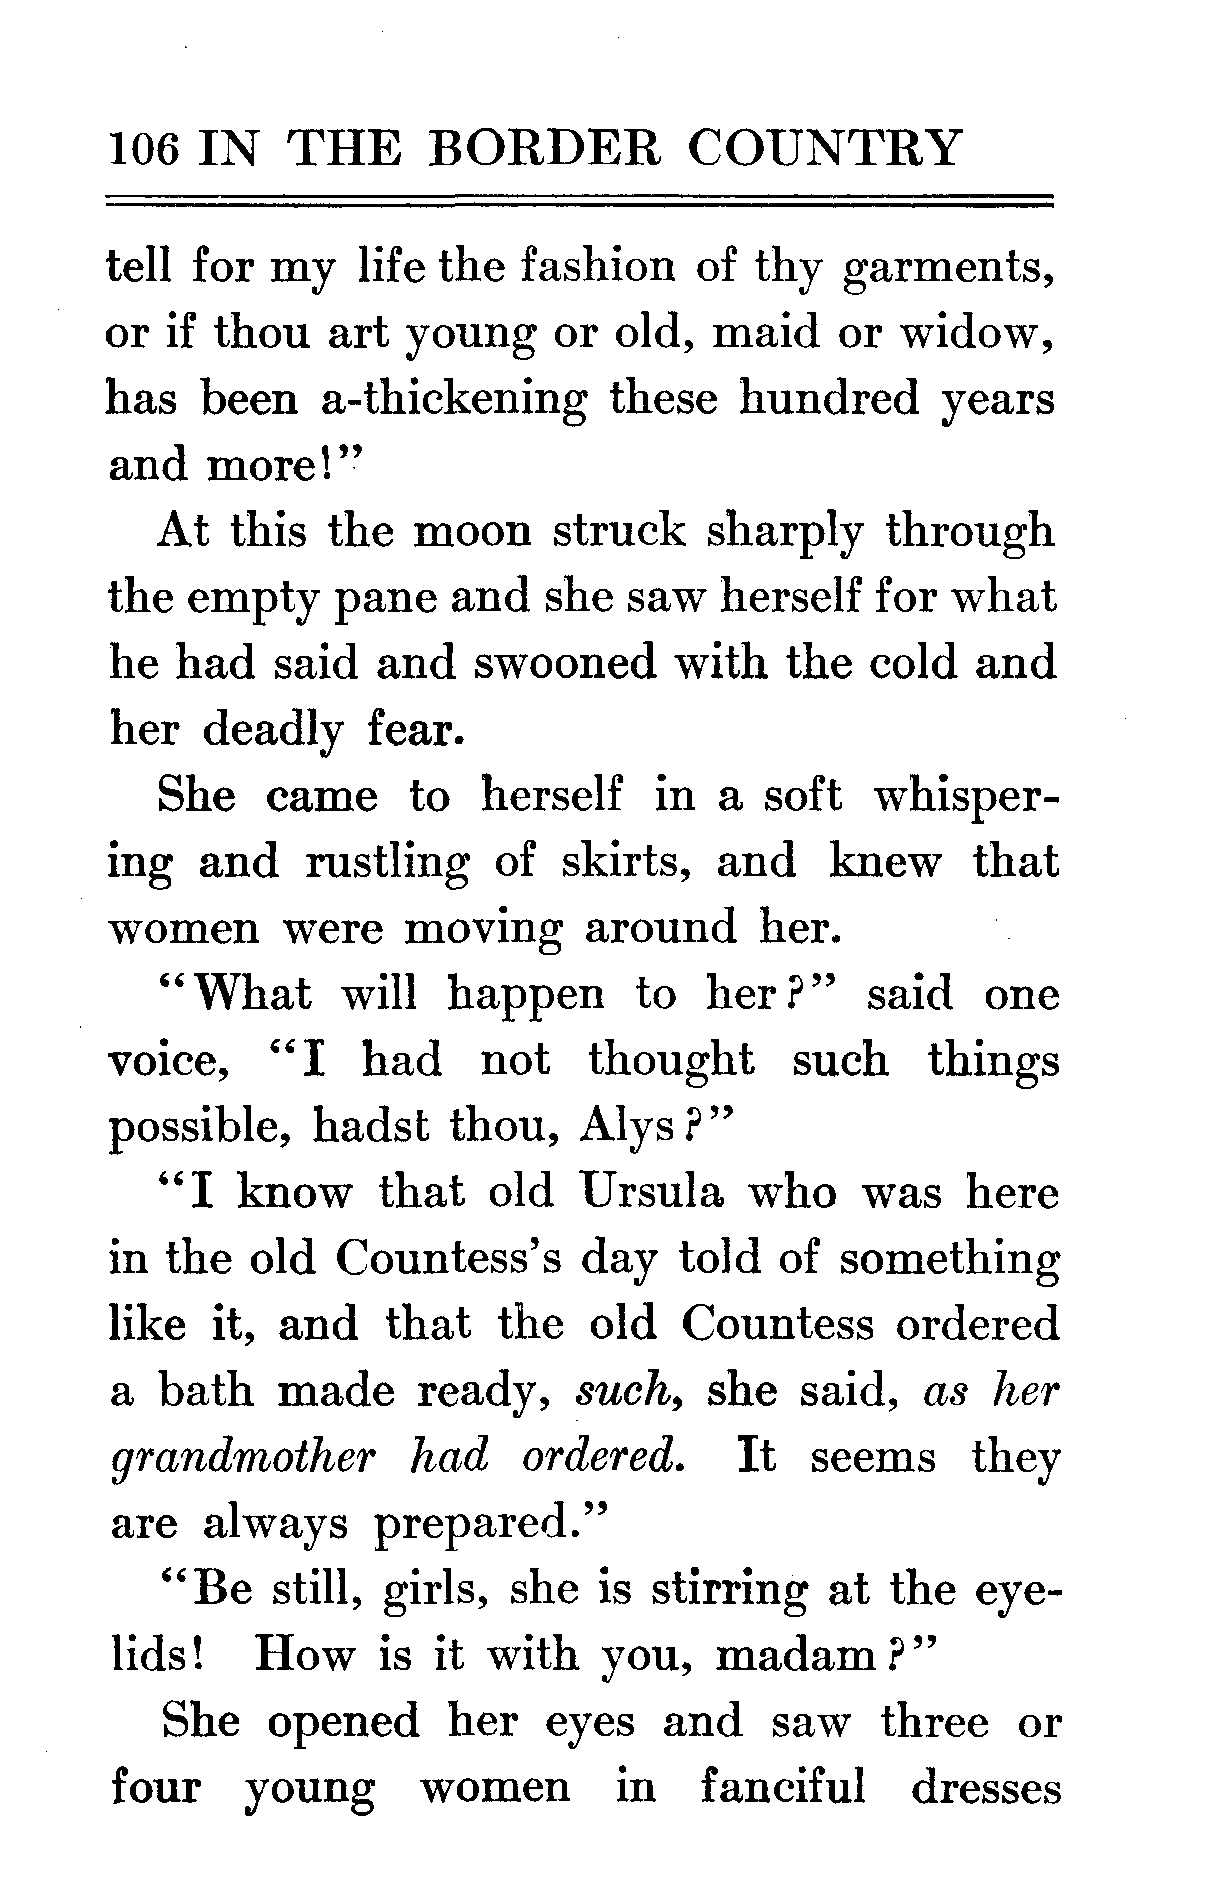 106 IN THE BORDER COUNTRY
tell for my life the fashion of thy garments,
or if thou art young or old, maid or widow,
has been a-thickening these hundred years
and more!"
At this the moon struck sharply through
the empty pane and she saw herself for what
he had said and swooned with the cold and
her deadly fear.
She came to herself in a soft whisper-
ing and rustling of skirts, and knew that
women were moving around her.
"What will happen to her?" said one
voice, "I had not thought such things
possible, hadst thou, Alys?"
"I know that old Ursula who was here
in the old Countess's day told of something
like it, and that the old Countess ordered
a bath made ready, such, she said, as her
grandmother had ordered. It seems they
are always prepared."
"Be still, girls, she is stirring at the eye-
lids! How is it with you, madam?"
She opened her eyes and saw three or
four young women in fanciful dresses